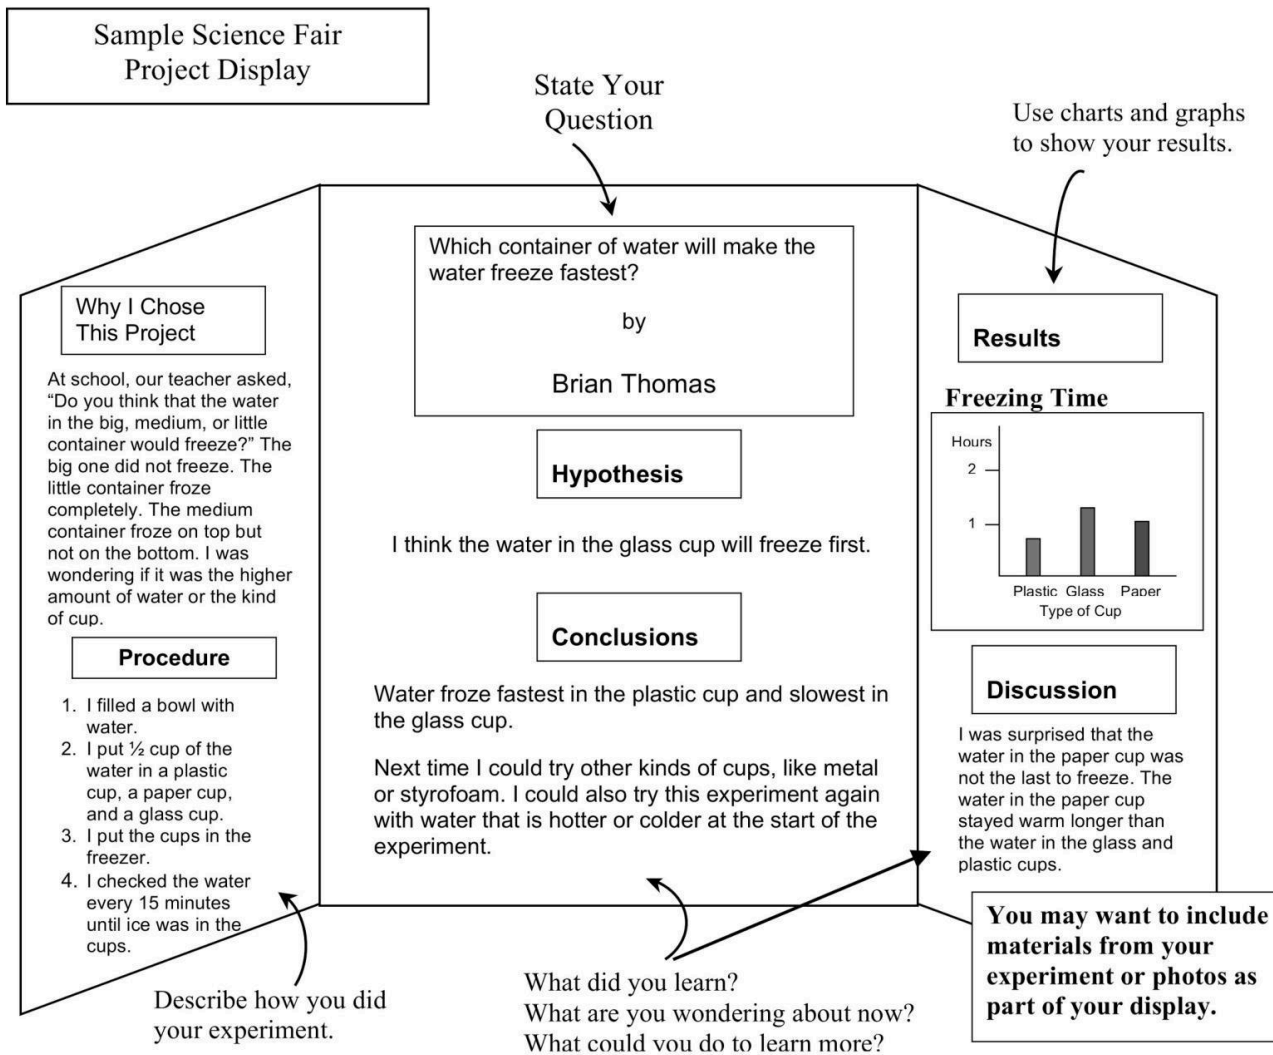 Sample Science Fair
Project Display
State Your
Question
Use charts and graphs
to show your results.
Why I Chose
This Project
At school, our teacher asked,
“Do you think that the water
in the big, medium, or little
container would freeze?” The
big one did not freeze. The
little container froze
completely. The medium
container froze on top but
not on the bottom. I was
wondering if it was the higher
amount of water or the kind
of cup.
Procedure
1. I filled a bowl with
water.
2. I put ½ cup of the
water in a plastic
cup, a paper cup,
and a glass cup.
3. I put the cups in the
freezer.
4. I checked the water
every 15 minutes
until ice was in the
cups.
Describe how you did
your experiment.
Which container of water will make the
water freeze fastest?
by
Brian Thomas
Hypothesis
I think the water in the glass cup will freeze first.
Conclusions
Water froze fastest in the plastic cup and slowest in
the glass cup.
Next time I could try other kinds of cups, like metal
or styrofoam. I could also try this experiment again
with water that is hotter or colder at the start of the
experiment.
What did you learn?
What are you wondering about now?
What could you do to learn more?
Results
Freezing Time
Hours
2
1
Plastic Glass Paper
Type of Cup
Discussion
I was surprised that the
water in the paper cup was
not the last to freeze. The
water in the paper cup
stayed warm longer than
the water in the glass and
plastic cups.
You may want to include
materials from your
experiment or photos as
part of your display.